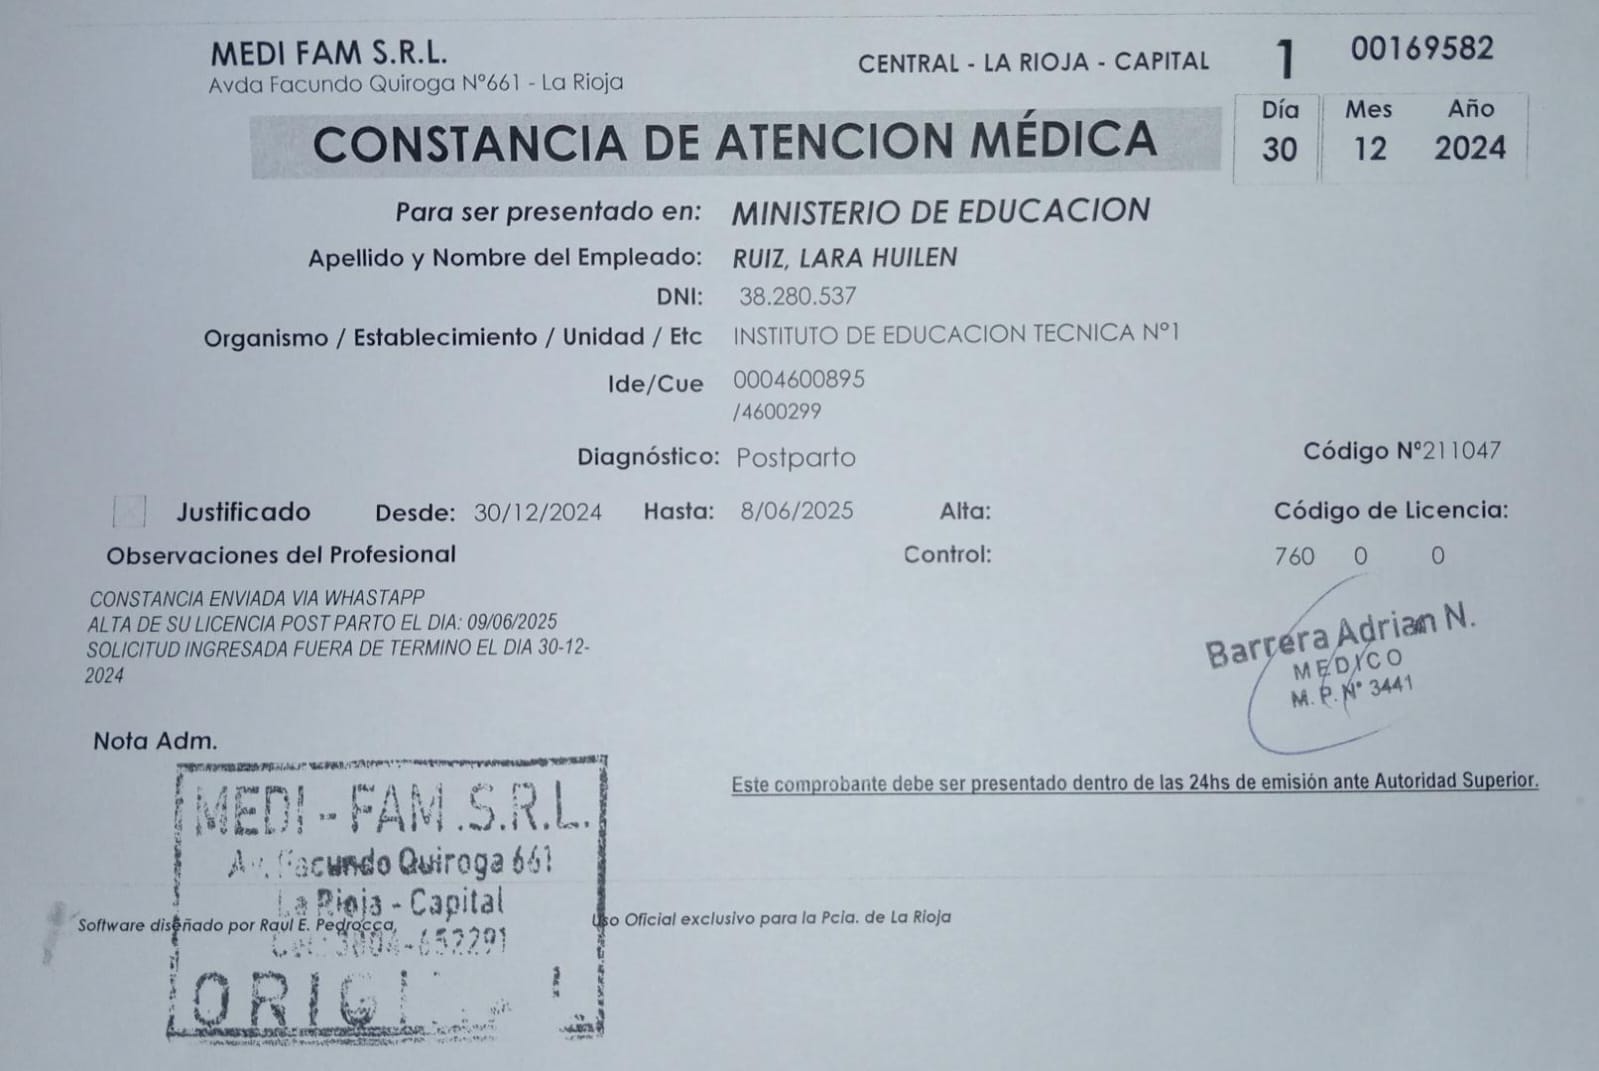 MEDI FAM S.R.L.
Avda Facundo Quiroga Nº661 - La Rioja
CENTRAL - LA RIOJA - CAPITAL
1
00169582
CONSTANCIA DE ATENCION MÉDICA
Día Mes Año
30 12 2024
Para ser presentado en: MINISTERIO DE EDUCACION
Apellido y Nombre del Empleado: RUIZ, LARA HUILEN
DNI: 38.280.537
Organismo / Establecimiento / Unidad / Etc INSTITUTO DE EDUCACION TECNICA Nº1
Ide/Cue 0004600895
/4600299
Diagnóstico: Postparto
Código Nº211047
Justificado Desde: 30/12/2024 Hasta: 8/06/2025 Alta:
Código de Licencia:
Observaciones del Profesional
Control:
760 0 0
CONSTANCIA ENVIADA VIA WHASTAPP
ALTA DE SU LICENCIA POST PARTO EL DIA: 09/06/2025
SOLICITUD INGRESADA FUERA DE TERMINO EL DIA 30-12-
2024
Barrera Adrian N.
MEDICO
M. P. Nº 3441
Nota Adm.
Este comprobante debe ser presentado dentro de las 24hs de emisión ante Autoridad Superior.
MEDI - FAM .S.R.L.
Av. Facundo Quiroga 661
La Rioja - Capital
Software diseñado por Raul E. Pedrocca,
Uso Oficial exclusivo para la Pcia. de La Rioja